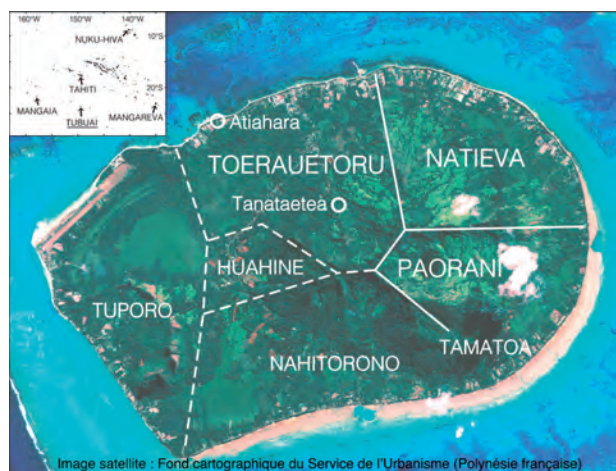 160°W 150°W 140°W
NUKU-HIVA
10°S
TAHITI
20°S
MANGAIA
MANGAREVA
TUBUAI
Atiahara
TOERAUETORU
NATIEVA
Tanataetea
HUAHINE
PAORANI
TUPORO
TAMATOA
NAHITORONO
Image satellite : Fond cartographique du Service de l'Urbanisme (Polynésie française)